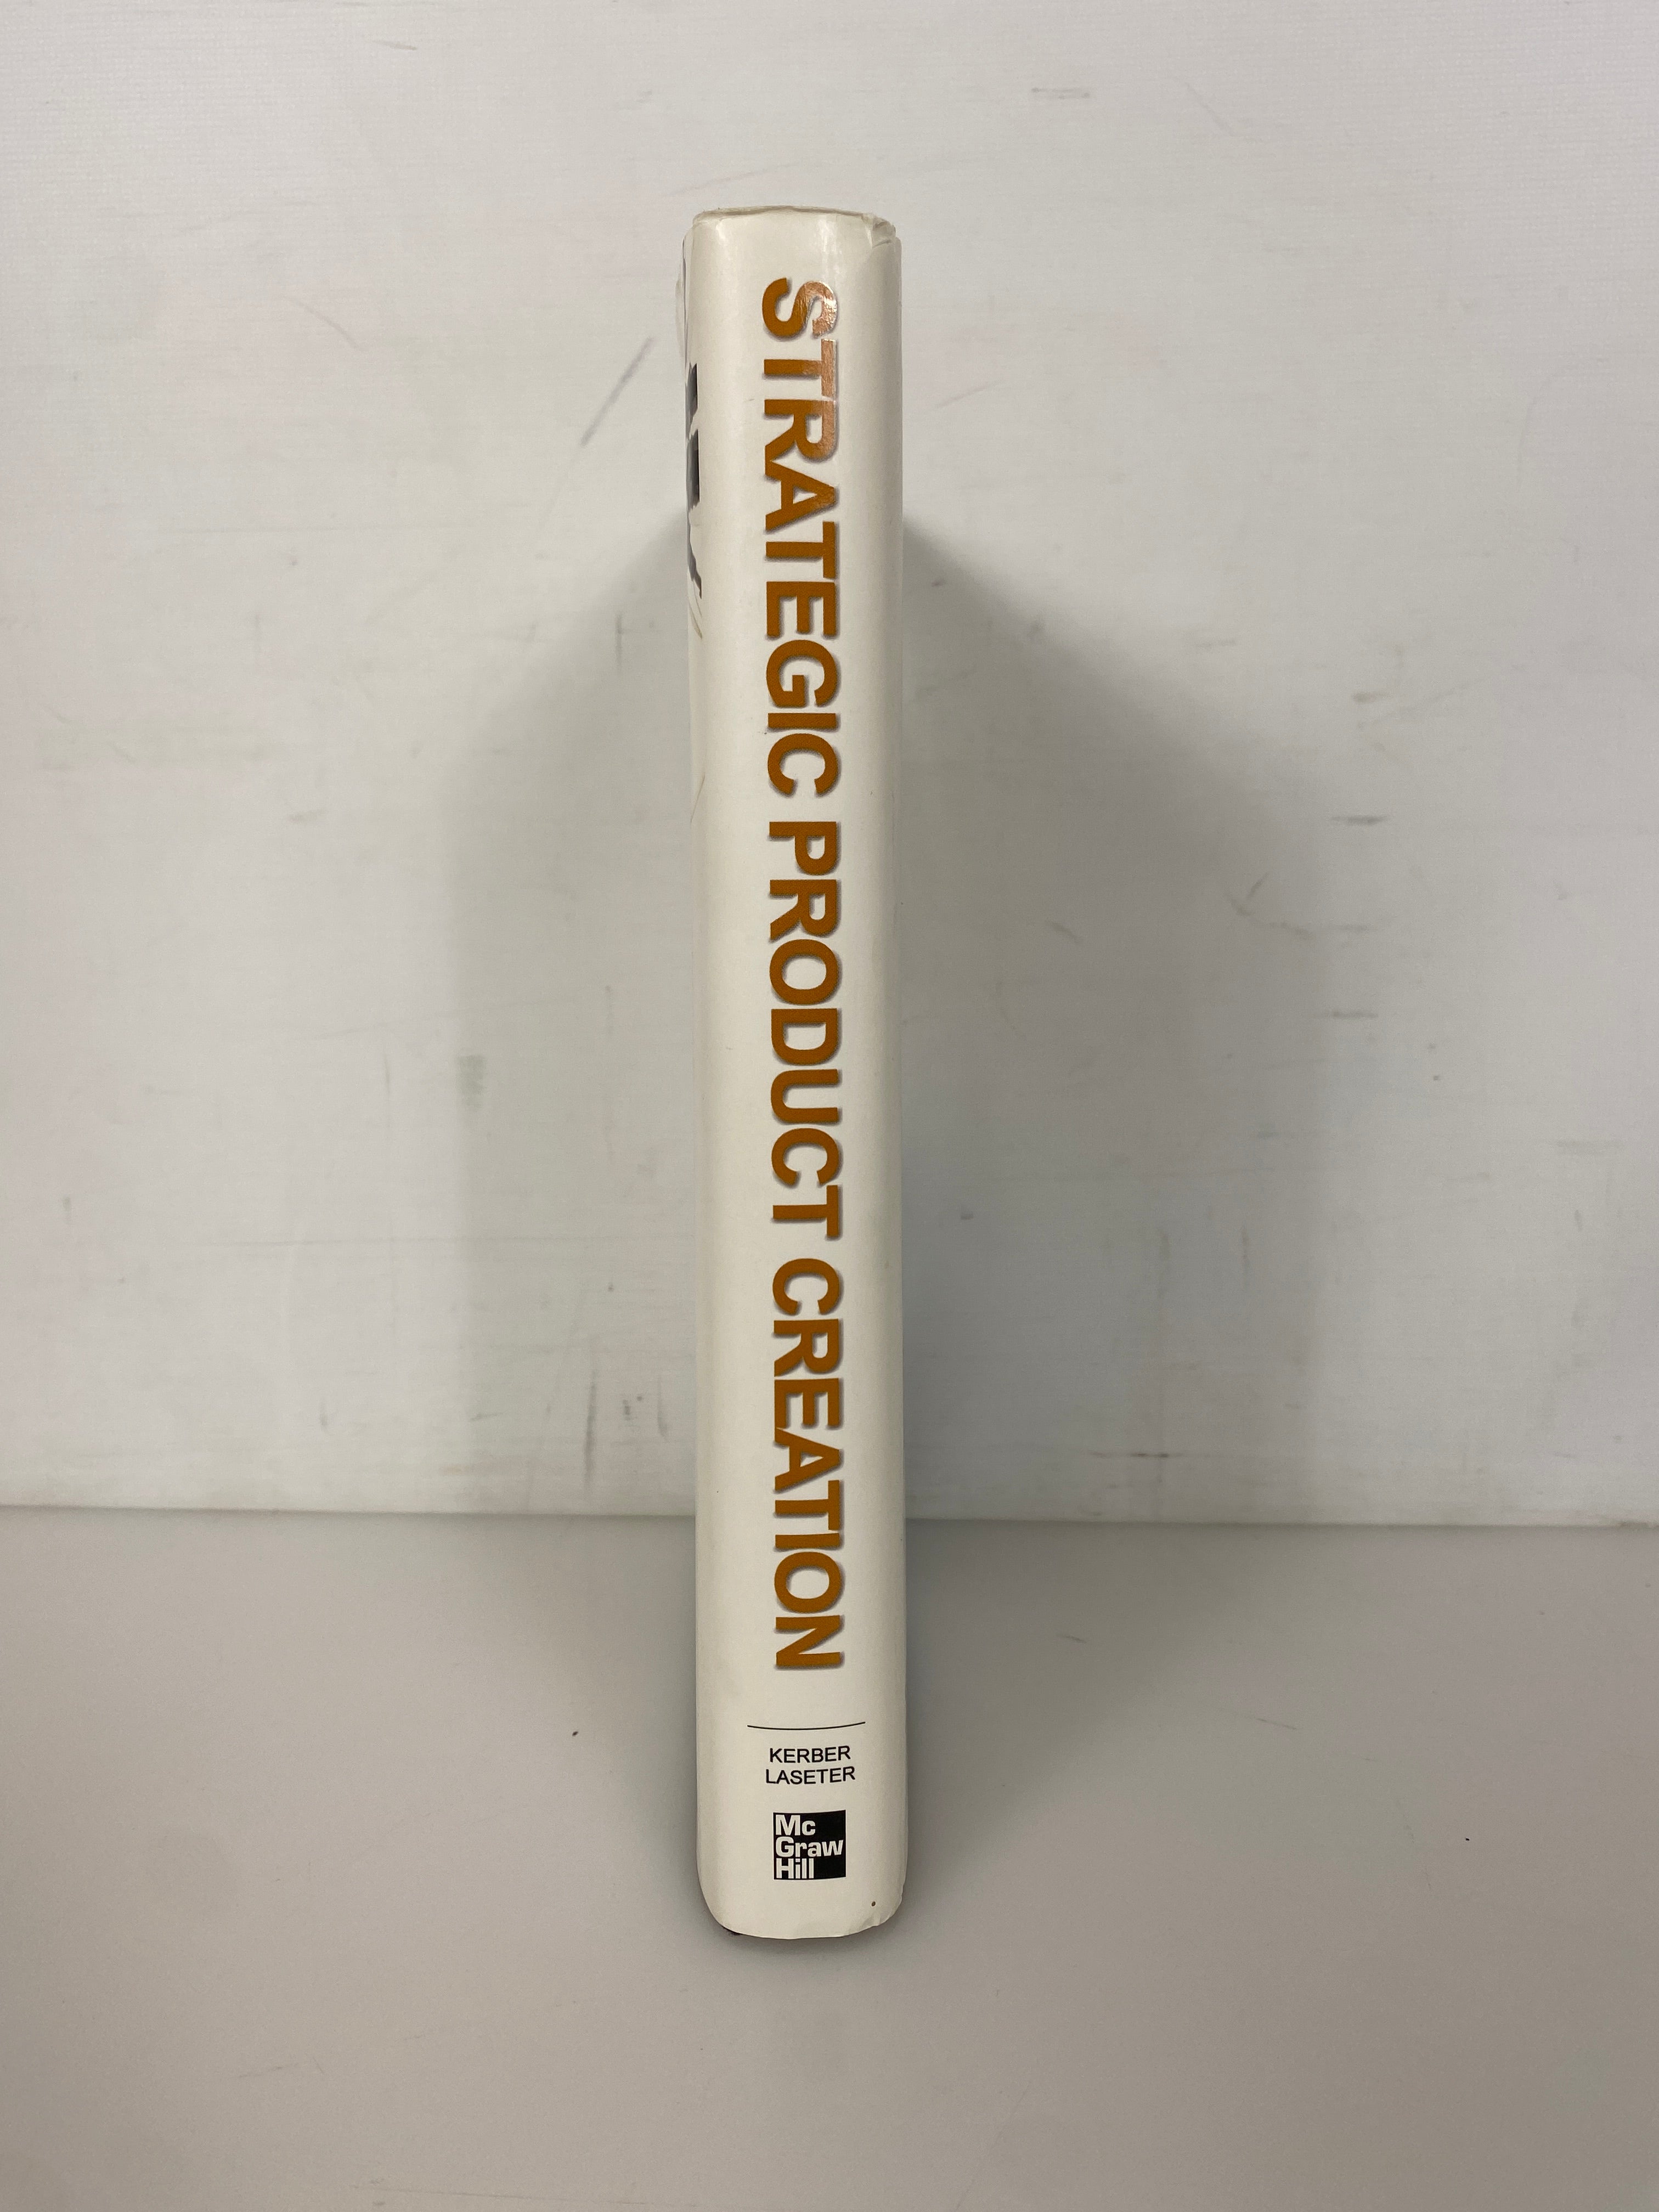 STRATEGIC PRODUCT CREATION
KERBER
LASETER
Mc
Graw
Hill